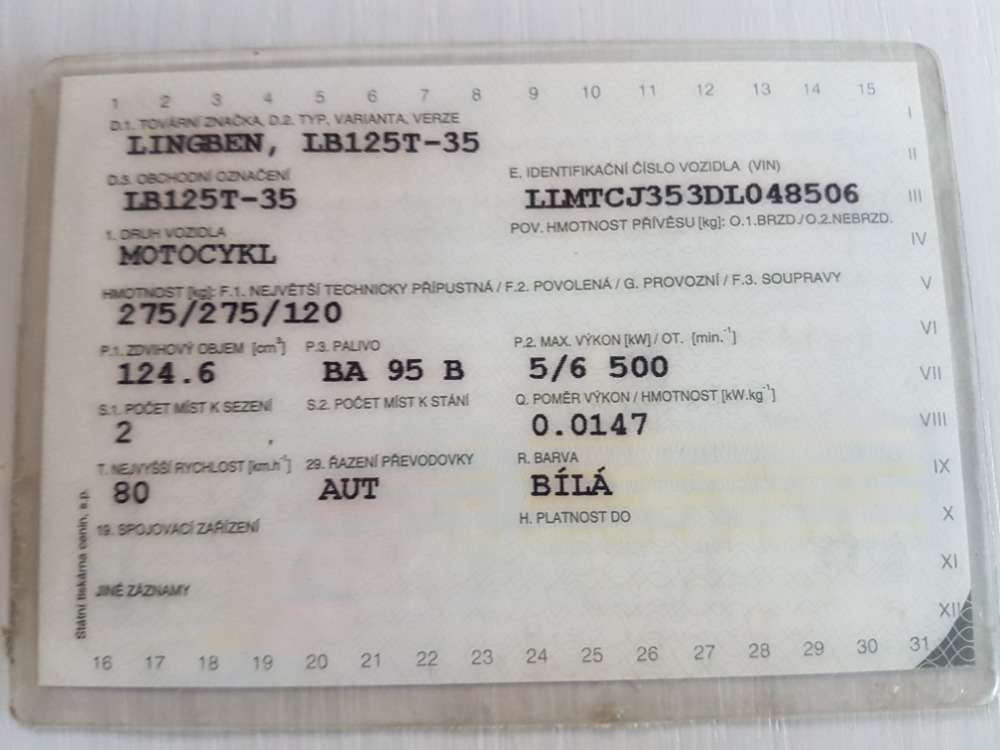 1 2 3 4 5 6 7 8 9 10 11 12 13 14 15
D.1. TOVÁRNÍ ZNAČKA, D.2. TYP, VARIANTA, VERZE
I
LINGBEN, LB125T-35
II
D.3. OBCHODNÍ OZNAČENÍ
E. IDENTIFIKAČNÍ ČÍSLO VOZIDLA (VIN)
LB125T-35
LLMTCJ353DL048506
III
1. DRUH VOZIDLA
POV. HMOTNOST PŘÍVĚSU [kg]: O.1.BRZD./O.2.NEBRZD.
MOTOCYKL
IV
HMOTNOST [kg]: F.1. NEJVĚTŠÍ TECHNICKY PŘÍPUSTNÁ / F.2. POVOLENÁ / G. PROVOZNÍ / F.3. SOUPRAVY
V
275/275/120
VI
P.1. ZDVIHOVÝ OBJEM [cm³] P.3. PALIVO P.2. MAX. VÝKON [kW] / OT. [min.⁻¹]
124.6 BA 95 B 5/6 500
VII
S.1. POČET MÍST K SEZENÍ S.2. POČET MÍST K STÁNÍ Q. POMĚR VÝKON / HMOTNOST [kW.kg⁻¹]
2 0.0147
VIII
T. NEJVYŠŠÍ RYCHLOST [km.h⁻¹] 29. ŘAZENÍ PŘEVODOVKY R. BARVA
IX
80 AUT BÍLÁ
19. SPOJOVACÍ ZAŘÍZENÍ H. PLATNOST DO
X
XI
JINÉ ZÁZNAMY
XII
Státní tiskárna cenin, s.p.
16 17 18 19 20 21 22 23 24 25 26 27 28 29 30 31